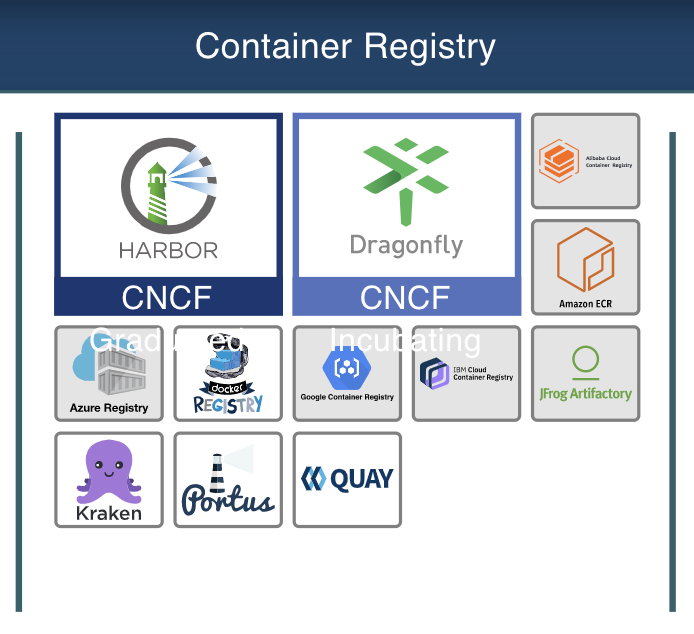 Container Registry
HARBOR
CNCF
Graduated
Dragonfly
CNCF
Incubating
Alibaba Cloud
Container Registry
Amazon ECR
Azure Registry
docker
REGISTRY
Google Container Registry
IBM Cloud
Container Registry
JFrog Artifactory
Kraken
Portus
QUAY